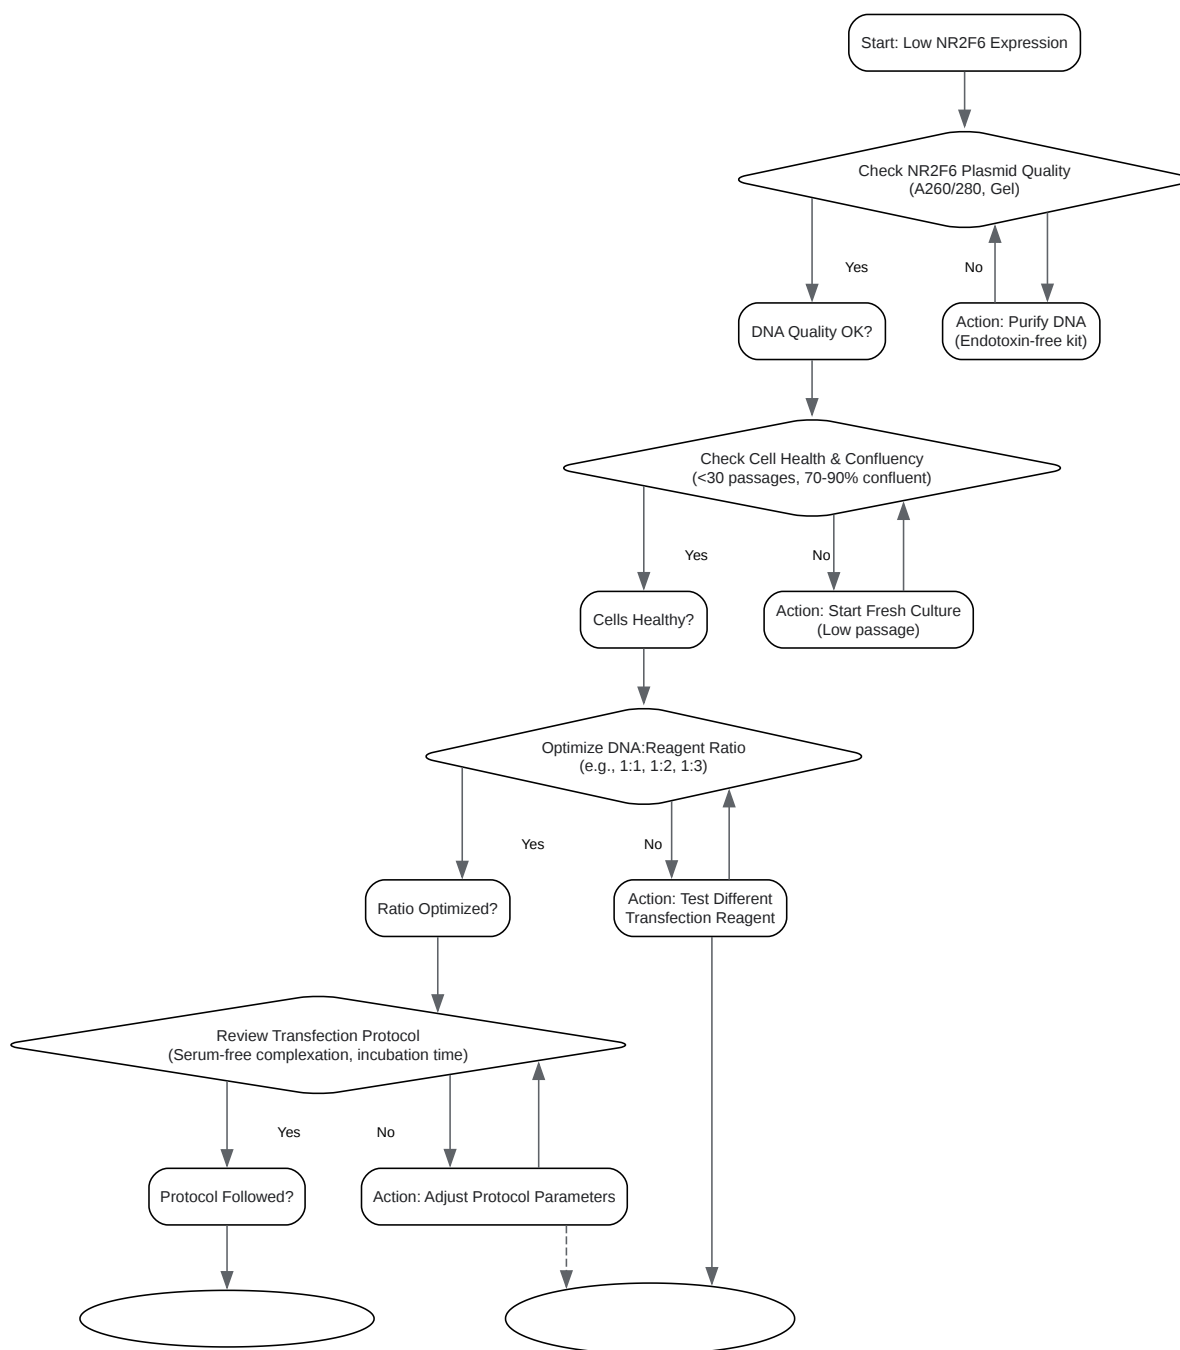 Start: Low NR2F6 Expression
Check NR2F6 Plasmid Quality
(A260/280, Gel)
Yes
No
DNA Quality OK?
Action: Purify DNA
(Endotoxin-free kit)
Check Cell Health & Confluency
(<30 passages, 70-90% confluent)
Yes
No
Cells Healthy?
Action: Start Fresh Culture
(Low passage)
Optimize DNA:Reagent Ratio
(e.g., 1:1, 1:2, 1:3)
Yes
No
Ratio Optimized?
Action: Test Different
Transfection Reagent
Review Transfection Protocol
(Serum-free complexation, incubation time)
Yes
No
Protocol Followed?
Action: Adjust Protocol Parameters